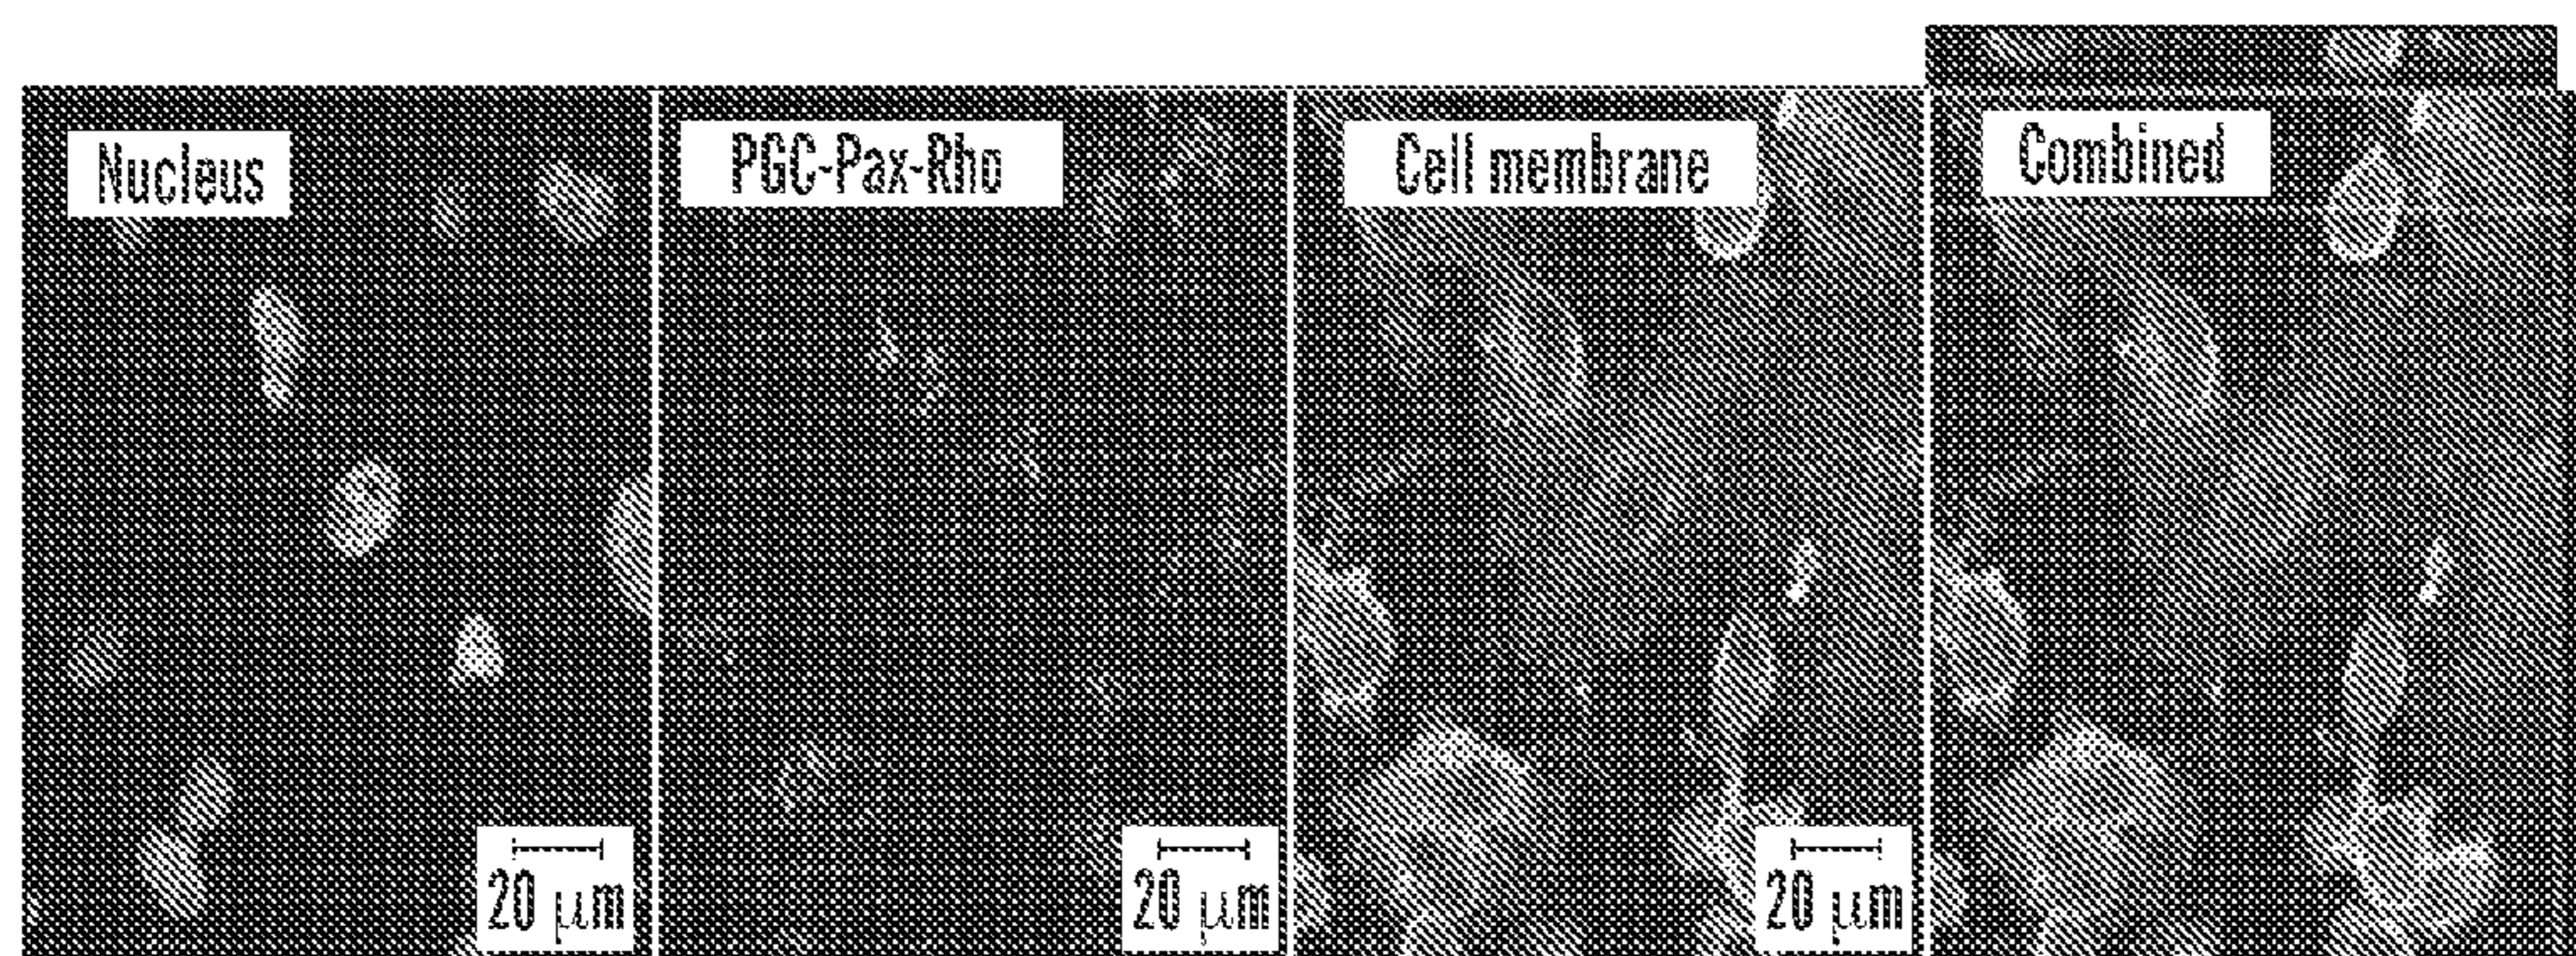 Nucleus
PGC-Pax-Rho
Cell membrane
Combined
20 μm
20 μm
20 μm